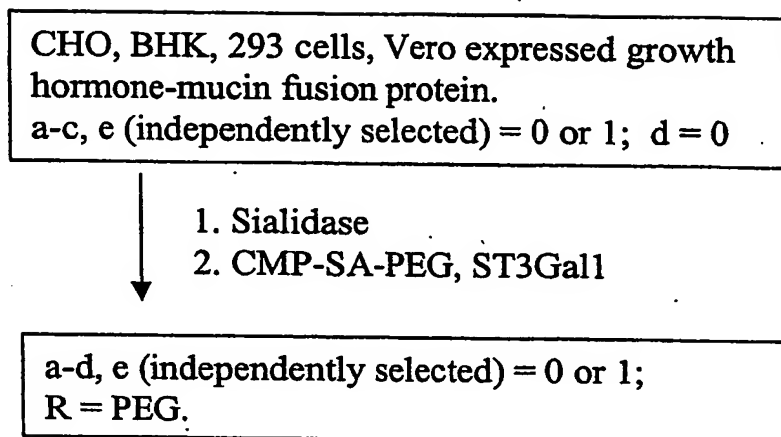 CHO, BHK, 293 cells, Vero expressed growth
hormone-mucin fusion protein.
a-c, e (independently selected) = 0 or 1; d = 0
1. Sialidase
2. CMP-SA-PEG, ST3Gal1
a-d, e (independently selected) = 0 or 1;
R = PEG.